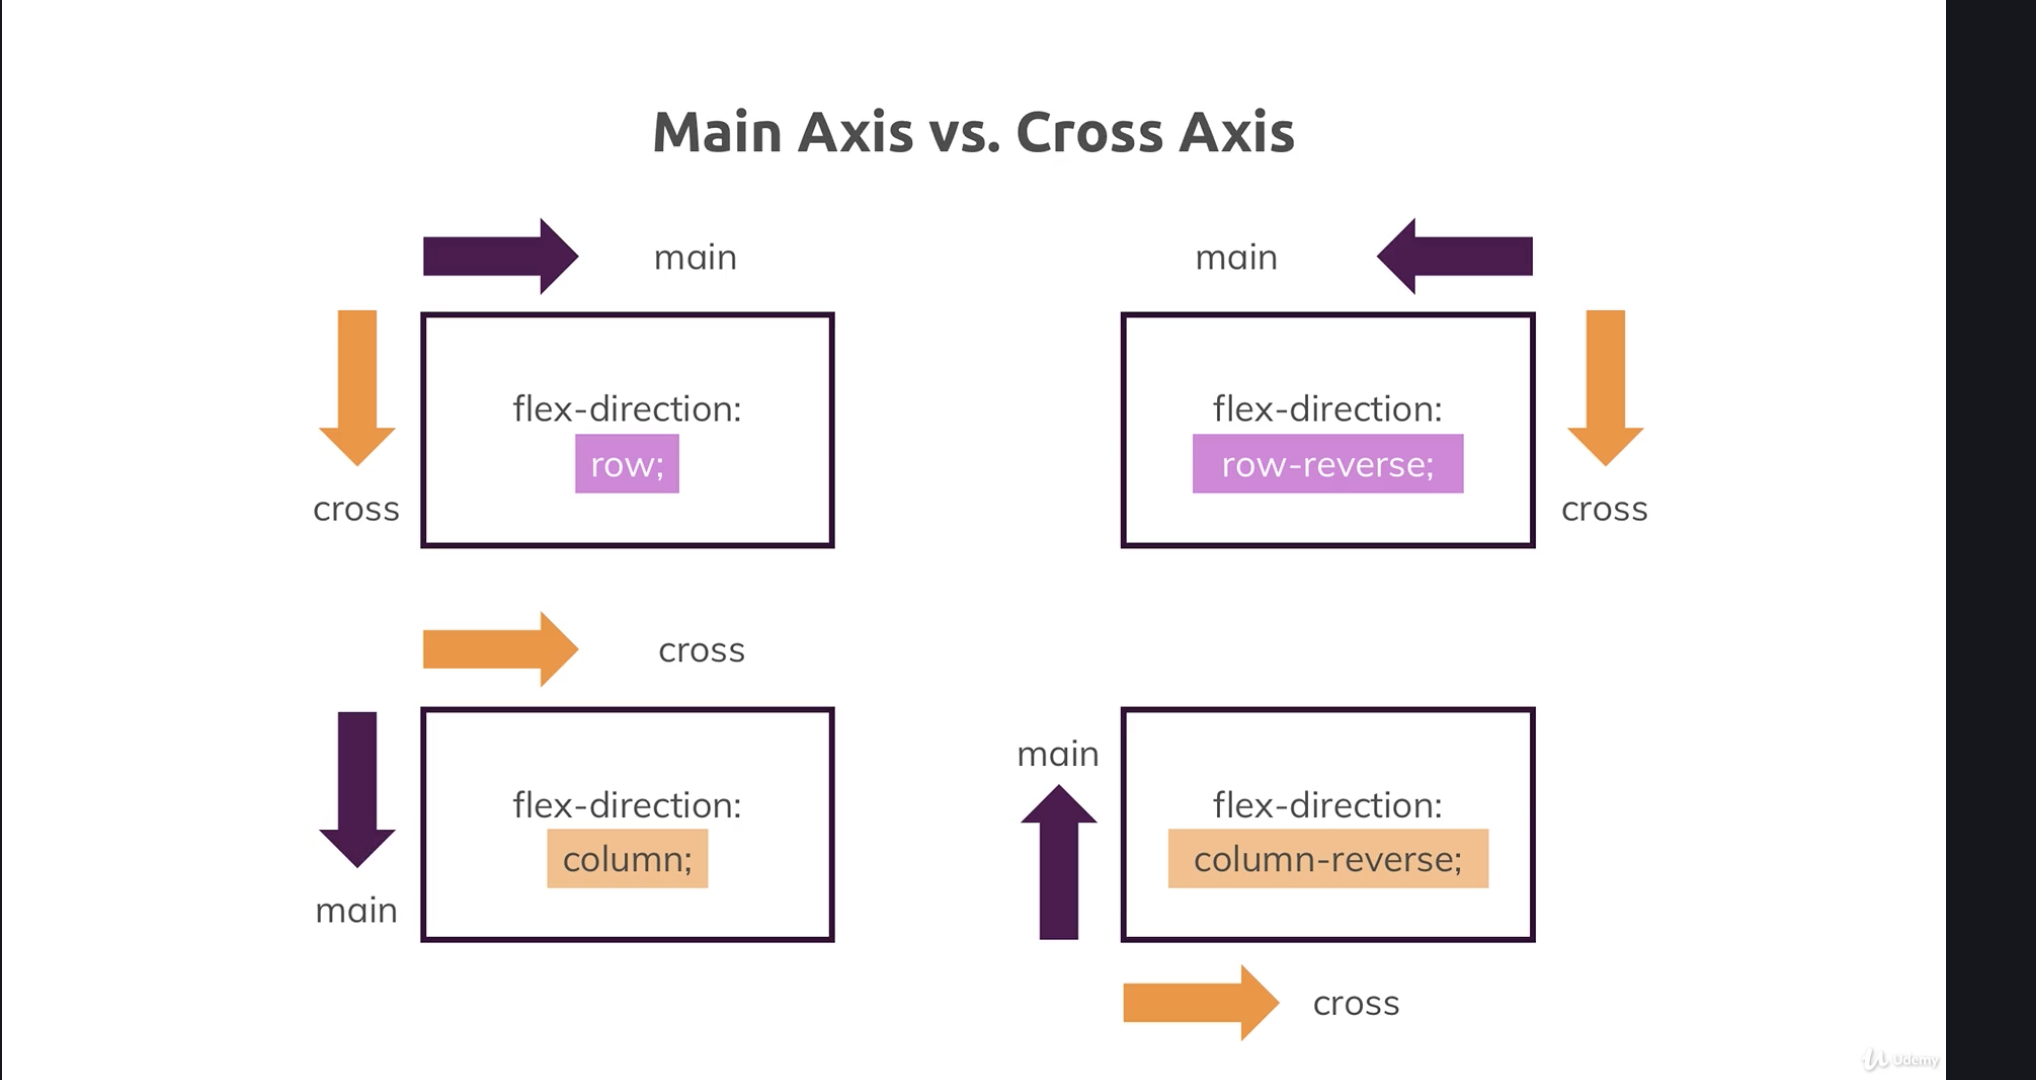 Main Axis vs. Cross Axis
main
cross
flex-direction:
row;
main
cross
flex-direction:
row-reverse;
cross
main
flex-direction:
column;
main
flex-direction:
column-reverse;
cross
Udemy